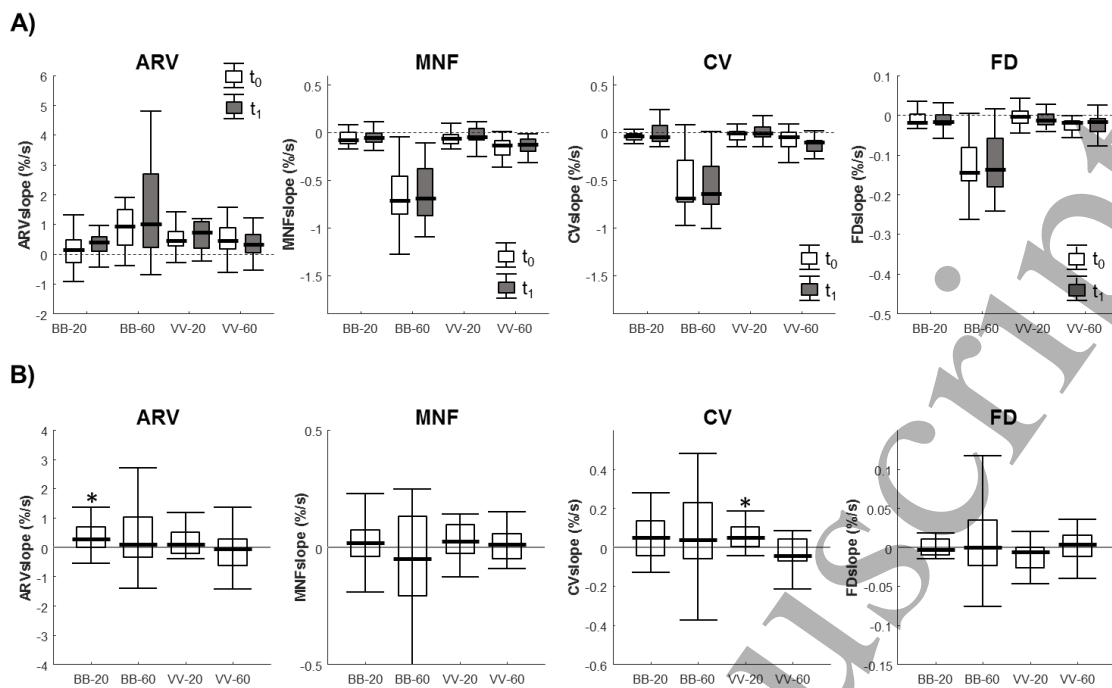 A)
ARV
MNF
CV
FD
ARVslope (%/s)
6
5
4
3
2
1
0
-1
-2
t0
t1
BB-20 BB-60 VV-20 VV-60
MNFslope (%/s)
0.5
0
-0.5
-1
-1.5
t0
t1
BB-20 BB-60 VV-20 VV-60
CVslope (%/s)
0.5
0
-0.5
-1
-1.5
t0
t1
BB-20 BB-60 VV-20 VV-60
FDslope (%/s)
0.1
0
-0.1
-0.2
-0.3
-0.4
-0.5
t0
t1
BB-20 BB-60 VV-20 VV-60
B)
ARV
MNF
CV
FD
ARVslope (%/s)
4
3
2
1
0
-1
-2
-3
-4
*
BB-20 BB-60 VV-20 VV-60
MNFslope (%/s)
0.5
0
-0.5
BB-20 BB-60 VV-20 VV-60
CVslope (%/s)
0.4
0.2
0
-0.2
-0.4
-0.6
*
BB-20 BB-60 VV-20 VV-60
FDslope (%/s)
0.1
0.05
0
-0.05
-0.1
-0.15
BB-20 BB-60 VV-20 VV-60
uscript